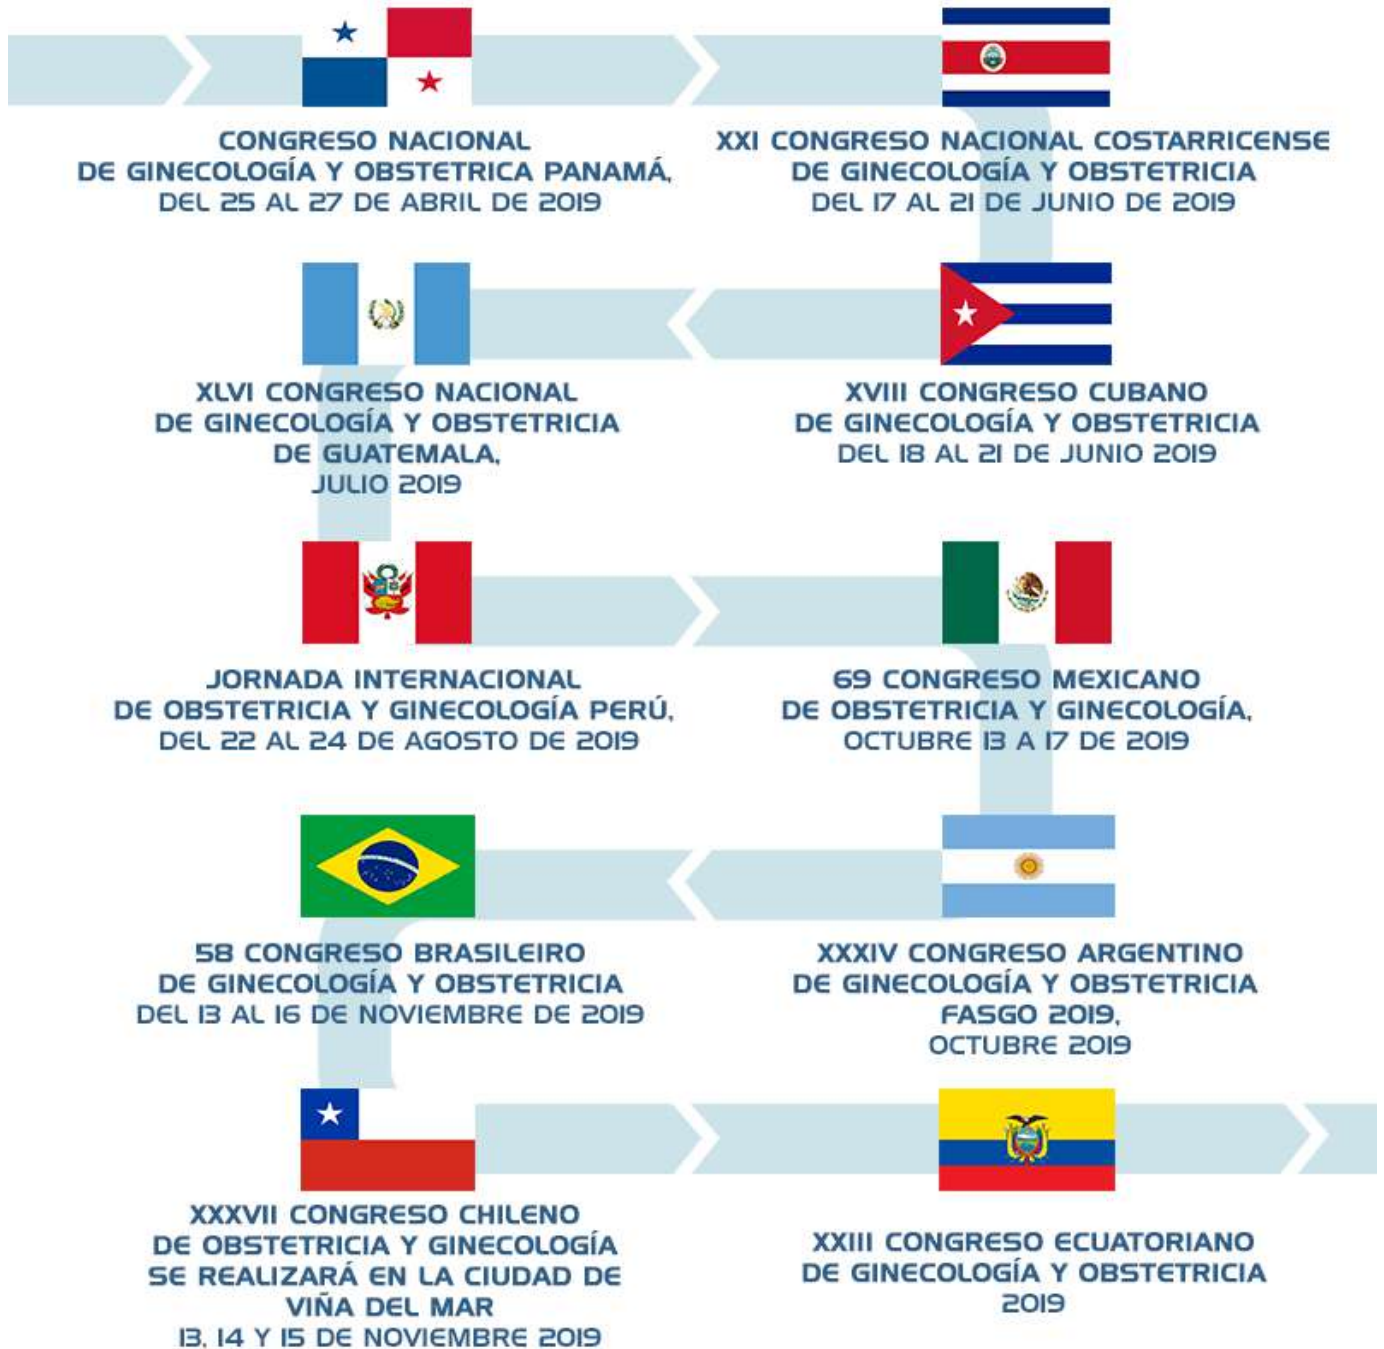 CONGRESO NACIONAL
DE GINECOLOGÍA Y OBSTETRICA PANAMÁ,
DEL 25 AL 27 DE ABRIL DE 2019
XXI CONGRESO NACIONAL COSTARRICENSE
DE GINECOLOGÍA Y OBSTETRICIA
DEL 17 AL 21 DE JUNIO DE 2019
XVIII CONGRESO CUBANO
DE GINECOLOGÍA Y OBSTETRICIA
DEL 18 AL 21 DE JUNIO 2019
XLVI CONGRESO NACIONAL
DE GINECOLOGÍA Y OBSTETRICIA
DE GUATEMALA,
JULIO 2019
JORNADA INTERNACIONAL
DE OBSTETRICIA Y GINECOLOGÍA PERÚ,
DEL 22 AL 24 DE AGOSTO DE 2019
69 CONGRESO MEXICANO
DE OBSTETRICIA Y GINECOLOGÍA,
OCTUBRE 13 A 17 DE 2019
XXXIV CONGRESO ARGENTINO
DE GINECOLOGÍA Y OBSTETRICIA
FASGO 2019,
OCTUBRE 2019
58 CONGRESO BRASILEIRO
DE GINECOLOGÍA Y OBSTETRICIA
DEL 13 AL 16 DE NOVIEMBRE DE 2019
XXXVII CONGRESO CHILENO
DE OBSTETRICIA Y GINECOLOGÍA
SE REALIZARÁ EN LA CIUDAD DE
VIÑA DEL MAR
13, 14 Y 15 DE NOVIEMBRE 2019
XXIII CONGRESO ECUATORIANO
DE GINECOLOGÍA Y OBSTETRICIA
2019